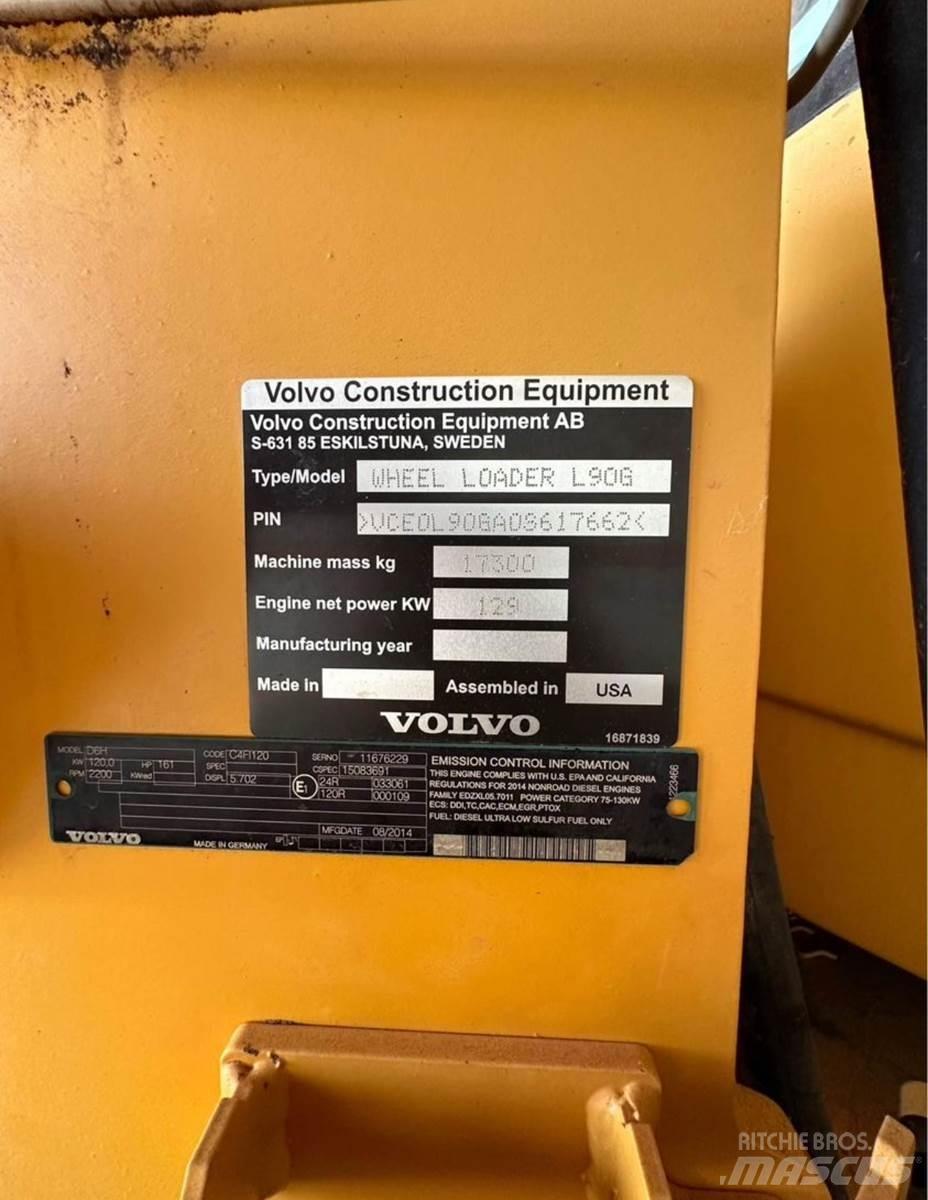 Volvo Construction Equipment
Volvo Construction Equipment AB
S-631 85 ESKILSTUNA, SWEDEN
Type/Model WHEEL LOADER L90G
PIN >VCE0L90GA0S617662<
Machine mass kg 17300
Engine net power KW 129
Manufacturing year
Made in Assembled in USA
VOLVO
16871839
MODEL D6H CODE C4FI120 SERNO 11676229
KW 120,0 HP 161 SPEC CSPEC 15083691
RPM 2200 KWred DISPL 5.702 E1 24R 033061
120R 000109
MFGDATE 08/2014
VOLVO MADE IN GERMANY
EMISSION CONTROL INFORMATION
THIS ENGINE COMPLIES WITH U.S. EPA AND CALIFORNIA
REGULATIONS FOR 2014 NONROAD DIESEL ENGINES
FAMILY EDZXL05.7011 POWER CATEGORY 75-130KW
ECS: DDI,TC,CAC,ECM,EGR,PTOX
FUEL: DIESEL ULTRA LOW SULFUR FUEL ONLY
RITCHIE BROS.
MASCUS